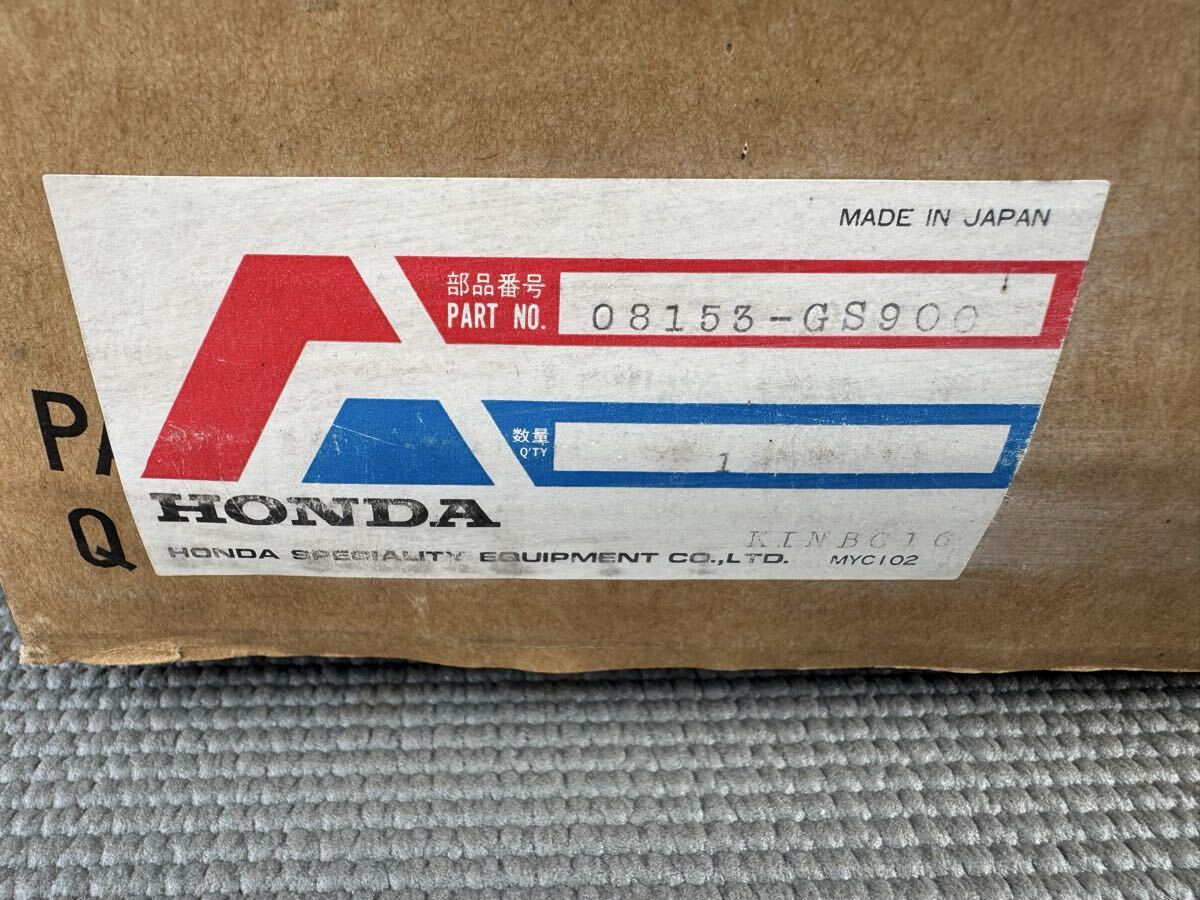 MADE IN JAPAN
部品番号
PART NO. 08153-GS900
数量
Q'TY 1
HONDA
KINBCJG
HONDA SPECIALITY EQUIPMENT CO.,LTD. MYC102
PA
Q